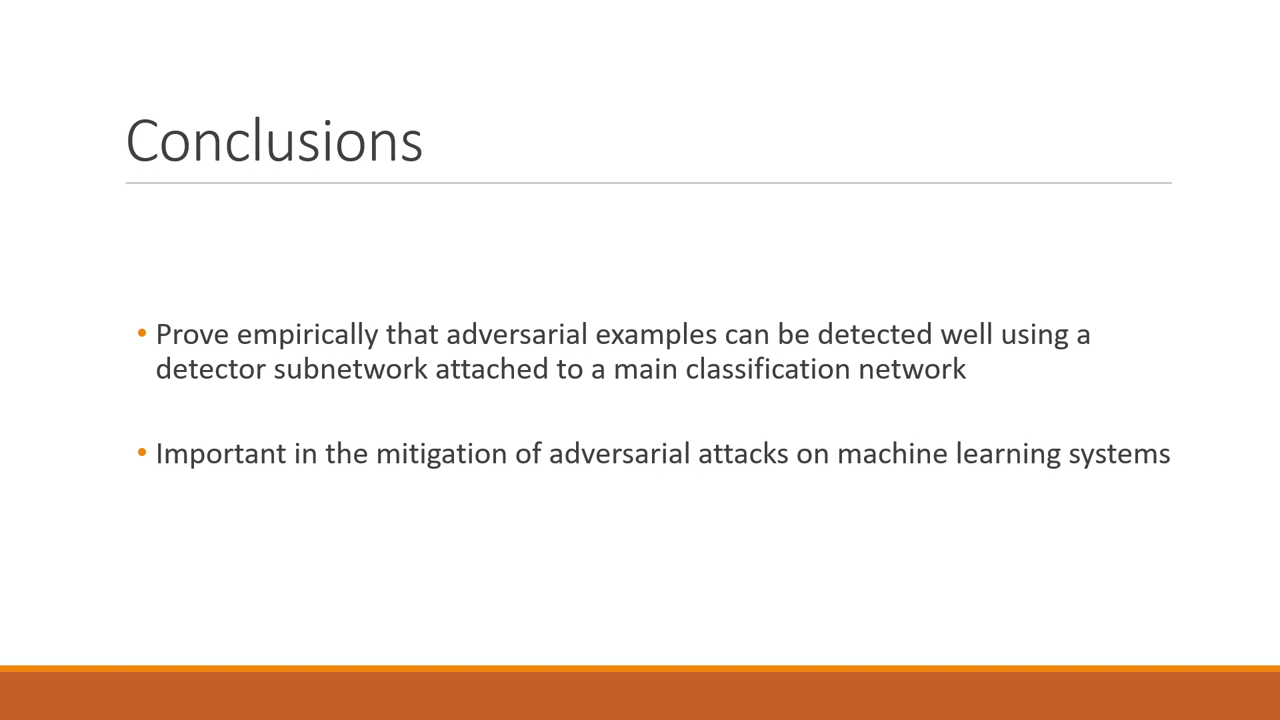 Conclusions
• Prove empirically that adversarial examples can be detected well using a
detector subnetwork attached to a main classification network
• Important in the mitigation of adversarial attacks on machine learning systems